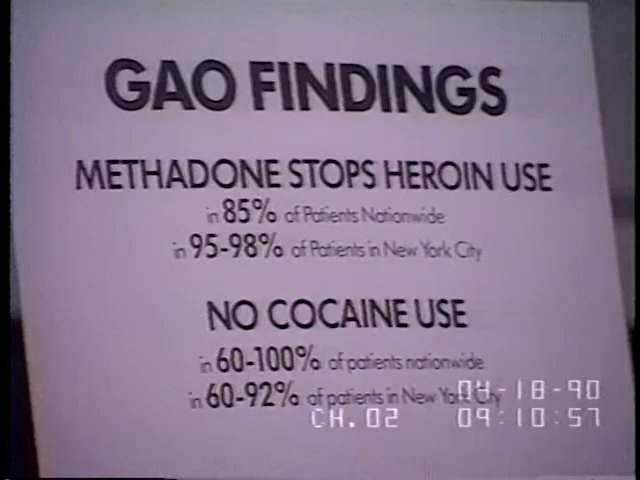 GAO FINDINGS
METHADONE STOPS HEROIN USE
in 85% of Patients Nationwide
in 95-98% of Patients in New York City
NO COCAINE USE
in 60-100% of patients nationwide
in 60-92% of patients in New York City
04-18-90
CH.02 09:10:57